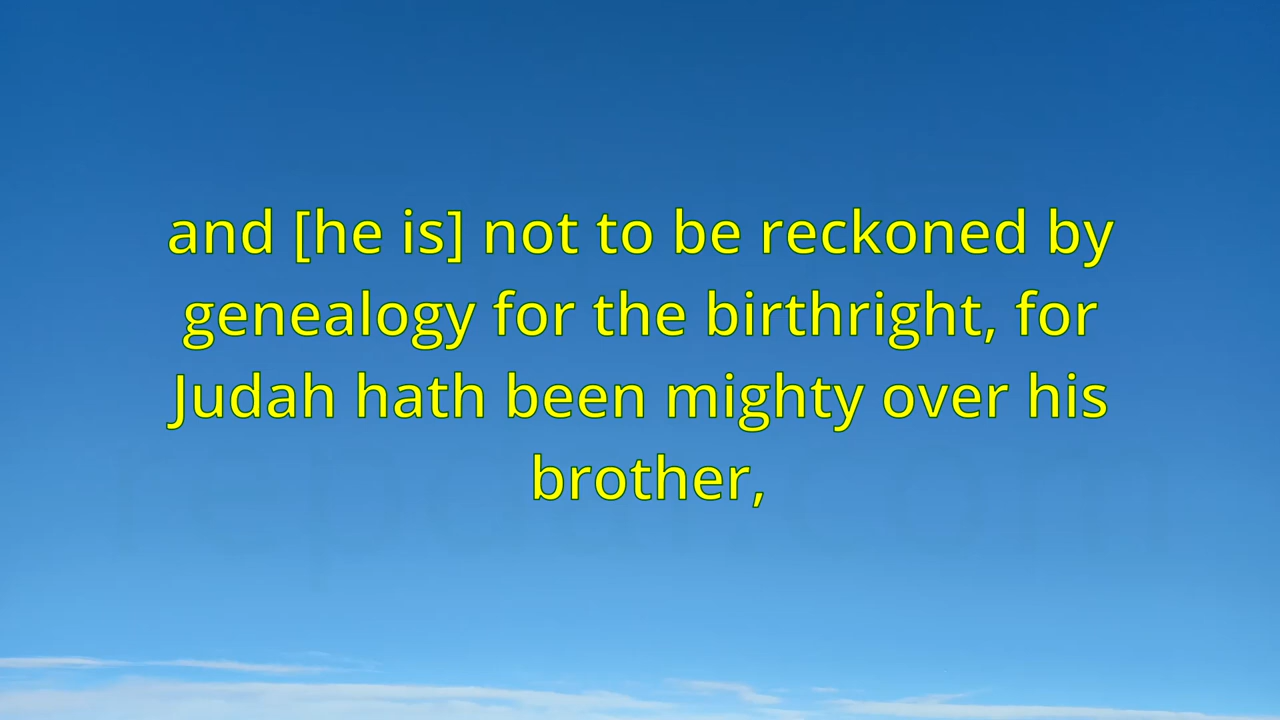 and [he is] not to be reckoned by
genealogy for the birthright, for
Judah hath been mighty over his
brother,